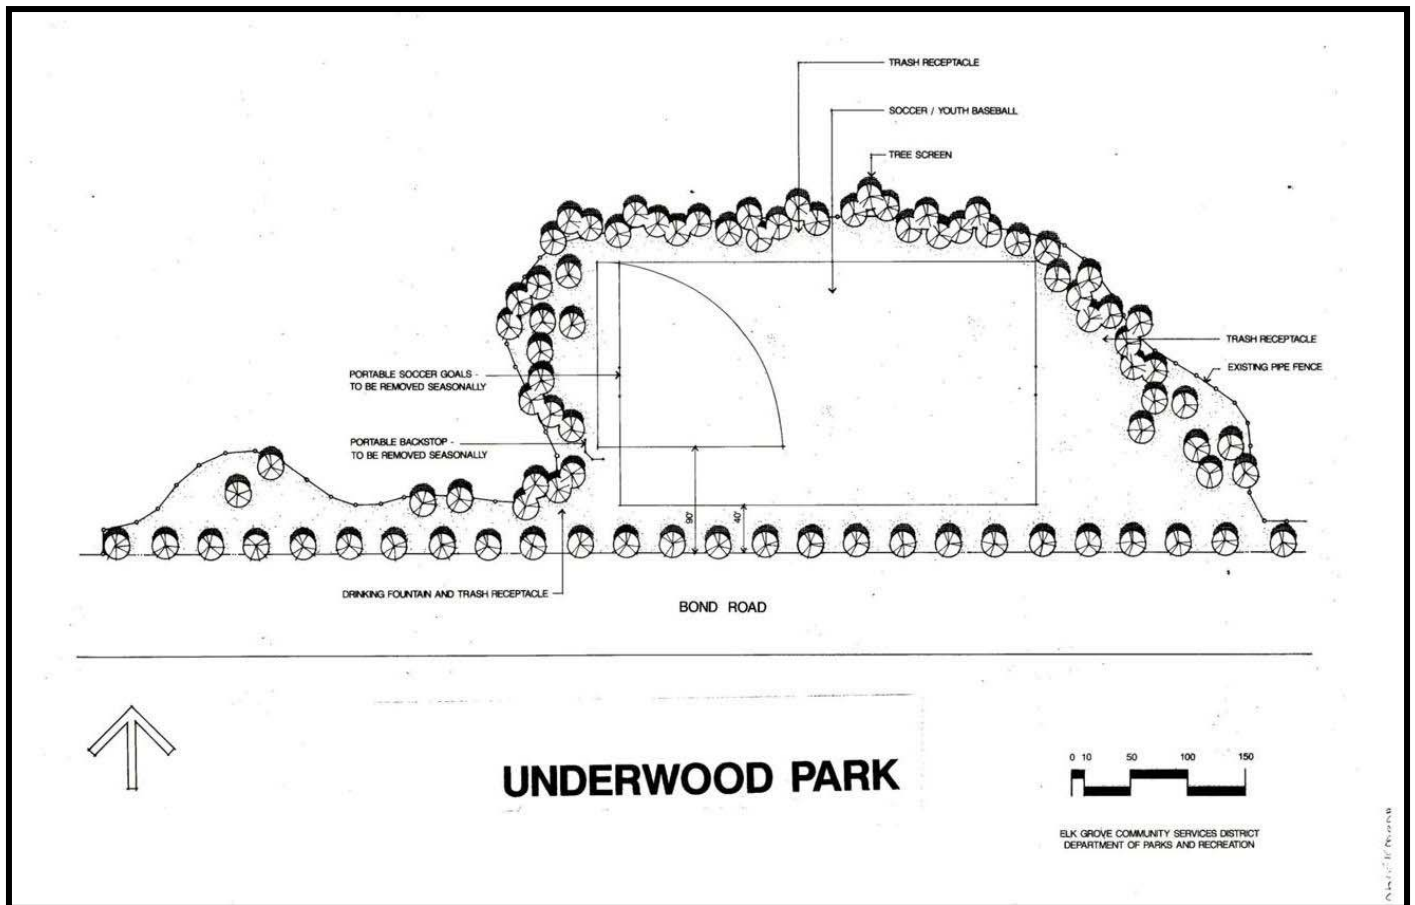 TRASH RECEPTACLE
SOCCER / YOUTH BASEBALL
TREE SCREEN
TRASH RECEPTACLE
EXISTING PIPE FENCE
PORTABLE SOCCER GOALS -
TO BE REMOVED SEASONALLY
PORTABLE BACKSTOP -
TO BE REMOVED SEASONALLY
90'
40'
DRINKING FOUNTAIN AND TRASH RECEPTACLE
BOND ROAD
UNDERWOOD PARK
0 10 50 100 150
ELK GROVE COMMUNITY SERVICES DISTRICT
DEPARTMENT OF PARKS AND RECREATION